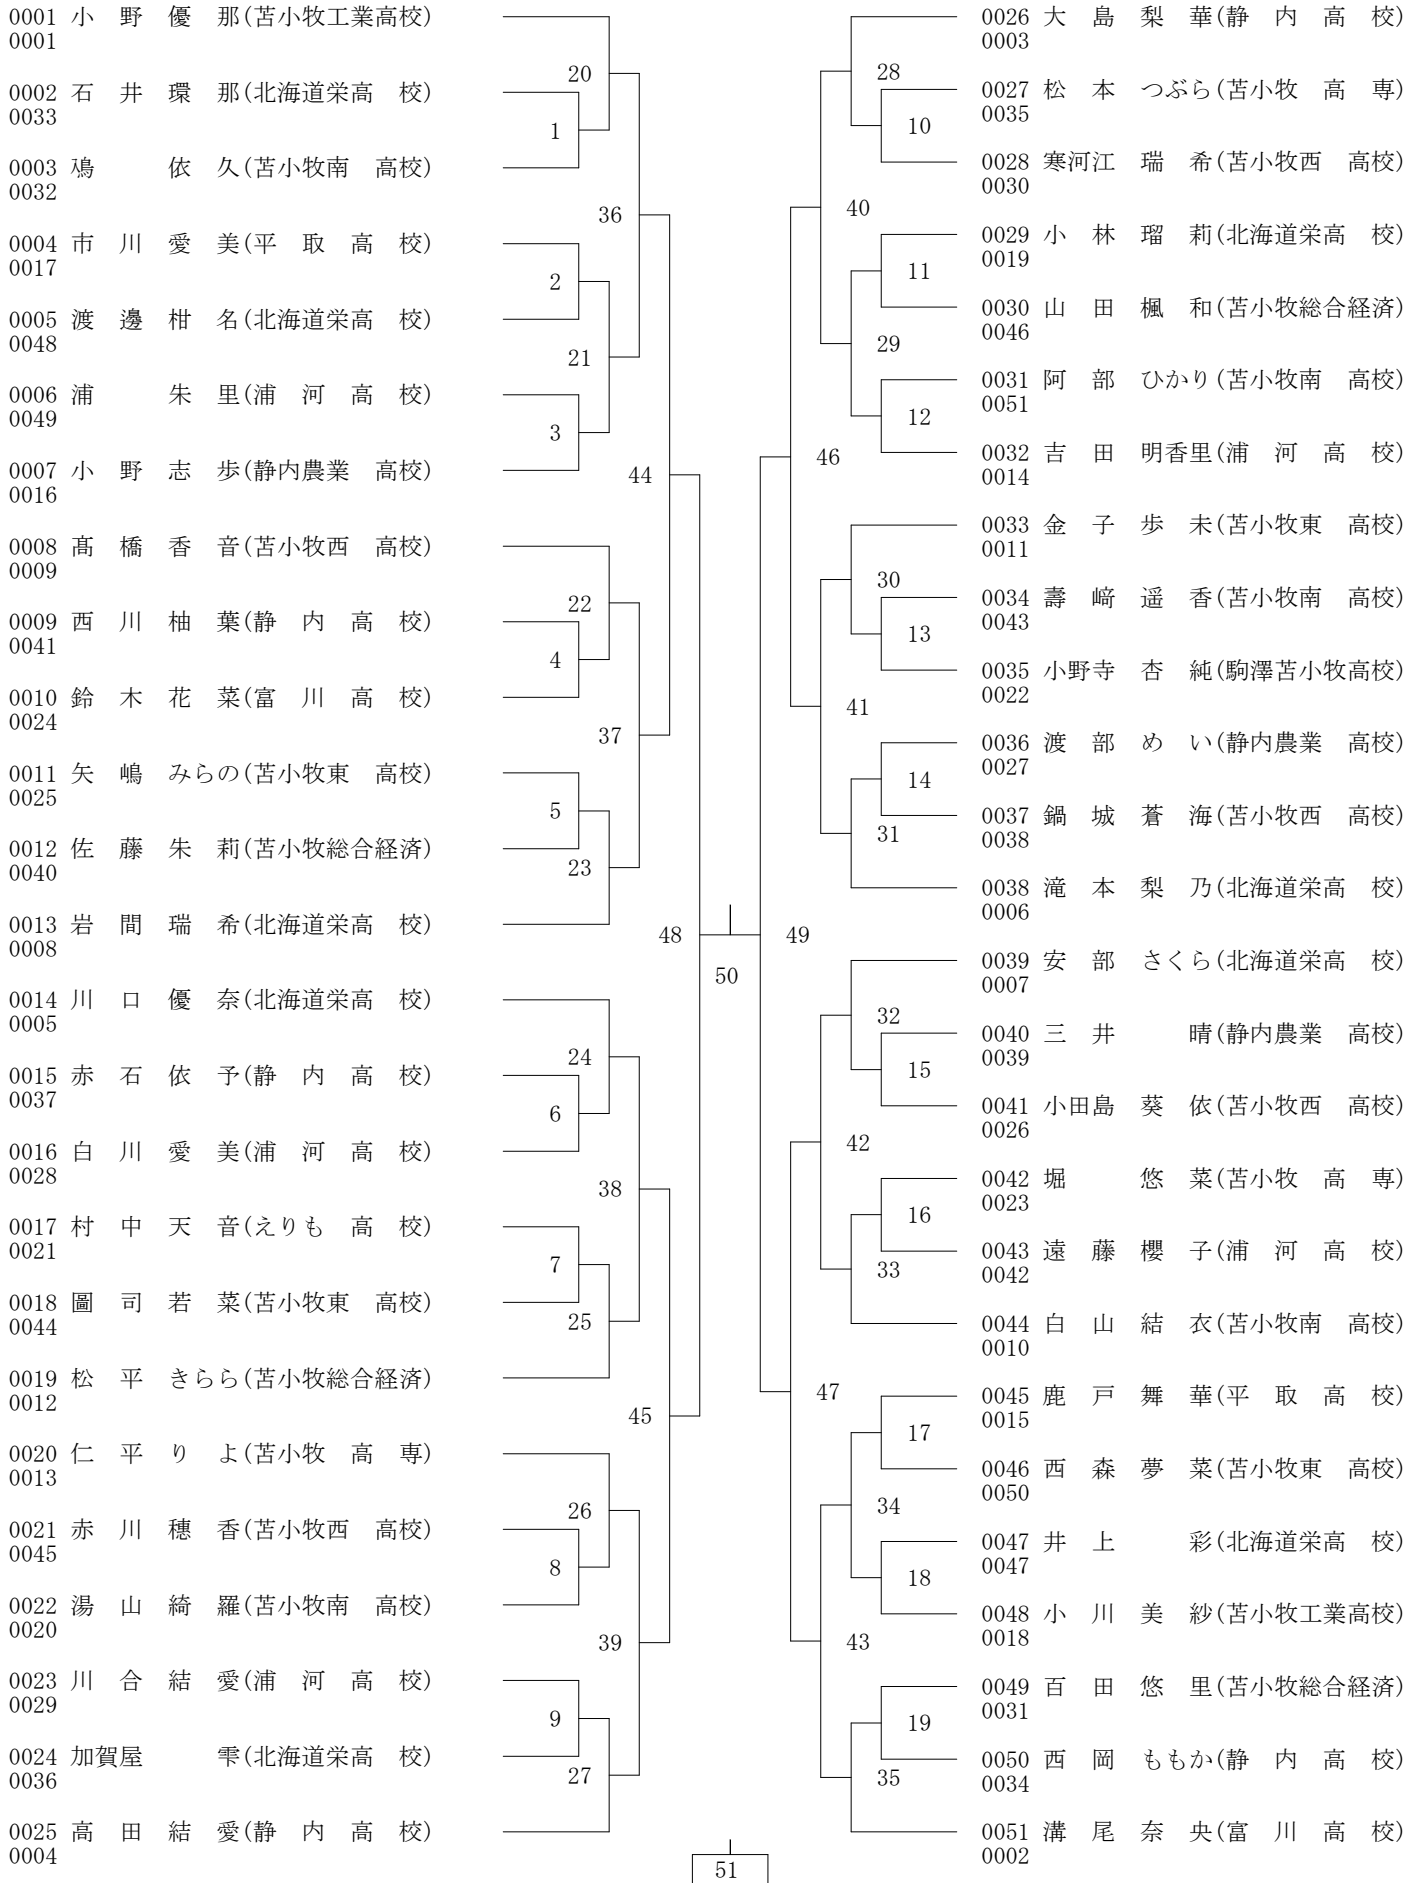 0001 小　野　優　那(苫小牧工業高校)
0001
20
0002 石　井　環　那(北海道栄高　校)
0033
1
0003 鳰　　　依　久(苫小牧南　高校)
0032
36
0004 市　川　愛　美(平　取　高　校)
0017
2
0005 渡　邊　柑　名(北海道栄高　校)
0048
21
0006 浦　　　朱　里(浦　河　高　校)
0049
3
0007 小　野　志　歩(静内農業　高校)
0016
44
0008 髙　橋　香　音(苫小牧西　高校)
0009
22
0009 西　川　柚　葉(静　内　高　校)
0041
4
0010 鈴　木　花　菜(富　川　高　校)
0024
37
0011 矢　嶋　みらの(苫小牧東　高校)
0025
5
0012 佐　藤　朱　莉(苫小牧総合経済)
0040
23
0013 岩　間　瑞　希(北海道栄高　校)
0008
48
0014 川　口　優　奈(北海道栄高　校)
0005
24
0015 赤　石　依　予(静　内　高　校)
0037
6
0016 白　川　愛　美(浦　河　高　校)
0028
38
0017 村　中　天　音(えりも　高　校)
0021
7
0018 圖　司　若　菜(苫小牧東　高校)
0044
25
0019 松　平　きらら(苫小牧総合経済)
0012
45
0020 仁　平　り　よ(苫小牧　高　専)
0013
26
0021 赤　川　穂　香(苫小牧西　高校)
0045
8
0022 湯　山　綺　羅(苫小牧南　高校)
0020
39
0023 川　合　結　愛(浦　河　高　校)
0029
9
0024 加賀屋　　　雫(北海道栄高　校)
0036
27
0025 高　田　結　愛(静　内　高　校)
0004
50
51
0026 大　島　梨　華(静　内　高　校)
0003
28
0027 松　本　つぶら(苫小牧　高　専)
0035
10
0028 寒河江　瑞　希(苫小牧西　高校)
0030
40
0029 小　林　瑠　莉(北海道栄高　校)
0019
11
0030 山　田　楓　和(苫小牧総合経済)
0046
29
0031 阿　部　ひかり(苫小牧南　高校)
0051
12
0032 吉　田　明香里(浦　河　高　校)
0014
46
0033 金　子　歩　未(苫小牧東　高校)
0011
30
0034 壽　﨑　遥　香(苫小牧南　高校)
0043
13
0035 小野寺　杏　純(駒澤苫小牧高校)
0022
41
0036 渡　部　め　い(静内農業　高校)
0027
14
0037 鍋　城　蒼　海(苫小牧西　高校)
0038
31
0038 滝　本　梨　乃(北海道栄高　校)
0006
49
0039 安　部　さくら(北海道栄高　校)
0007
32
0040 三　井　　　晴(静内農業　高校)
0039
15
0041 小田島　葵　依(苫小牧西　高校)
0026
42
0042 堀　　　悠　菜(苫小牧　高　専)
0023
16
0043 遠　藤　櫻　子(浦　河　高　校)
0042
33
0044 白　山　結　衣(苫小牧南　高校)
0010
47
0045 鹿　戸　舞　華(平　取　高　校)
0015
17
0046 西　森　夢　菜(苫小牧東　高校)
0050
34
0047 井　上　　　彩(北海道栄高　校)
0047
18
0048 小　川　美　紗(苫小牧工業高校)
0018
43
0049 百　田　悠　里(苫小牧総合経済)
0031
19
0050 西　岡　ももか(静　内　高　校)
0034
35
0051 溝　尾　奈　央(富　川　高　校)
0002